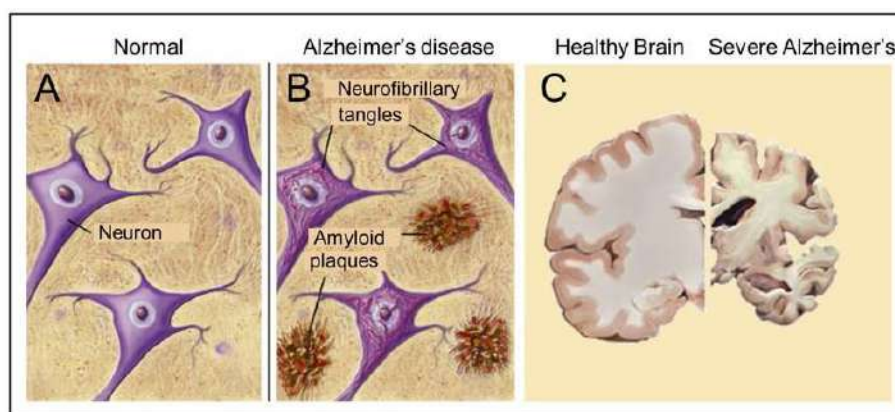 Normal
Alzheimer's disease
Healthy Brain
Severe Alzheimer's
A
Neuron
B
Neurofibrillary
tangles
Amyloid
plaques
C